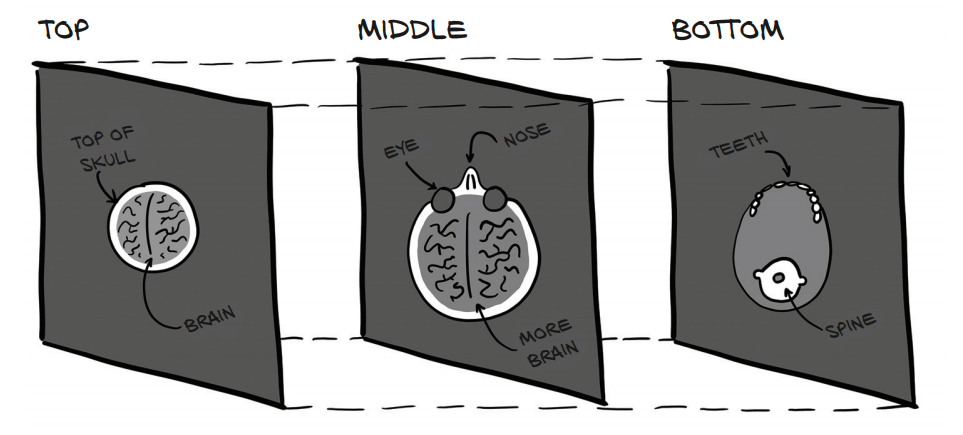 TOP
MIDDLE
BOTTOM
TOP OF
SKULL
BRAIN
EYE
NOSE
MORE
BRAIN
TEETH
SPINE